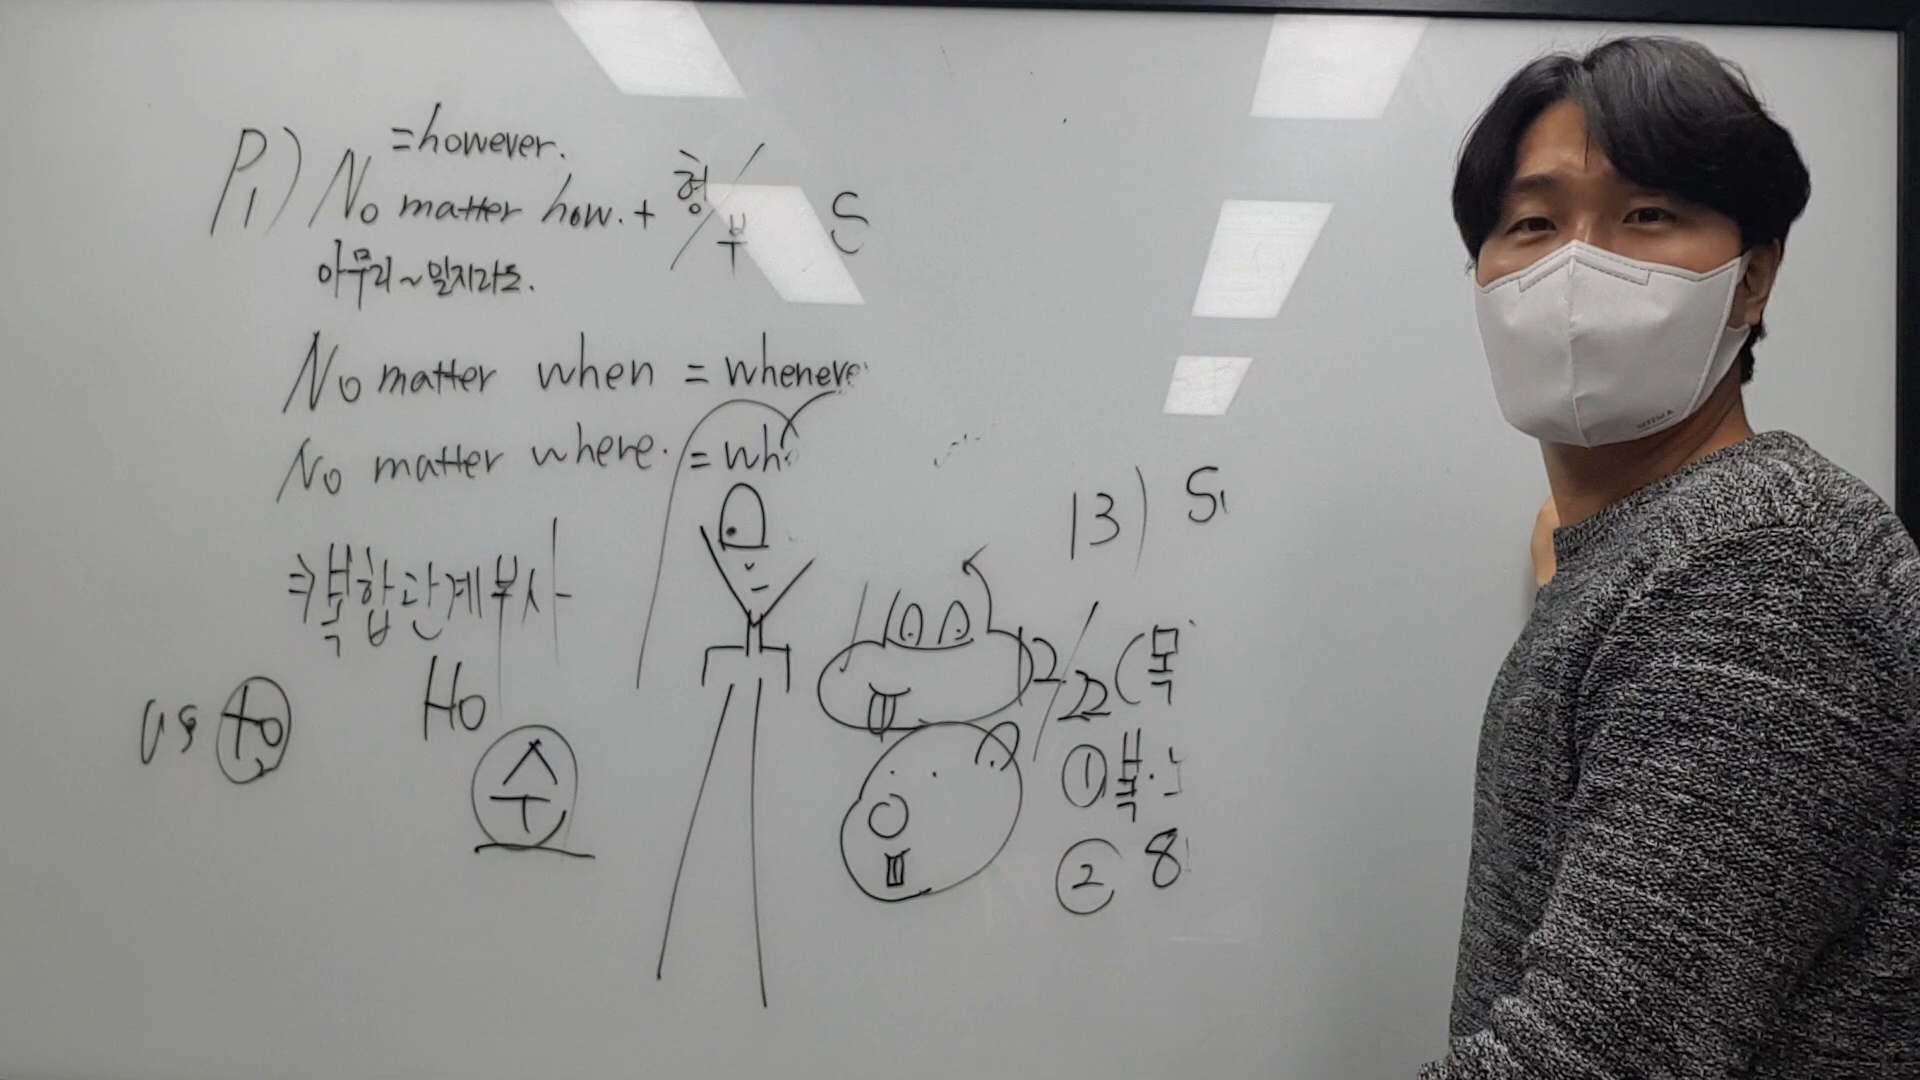 =however.
P1) No matter how. + 형/부 S
아무리~일지라도.
No matter when = wheneve
No matter where. = wh
13) S
⇒복합관계부사
12/22 (목
us to
Ho
수
① 복.
② 8